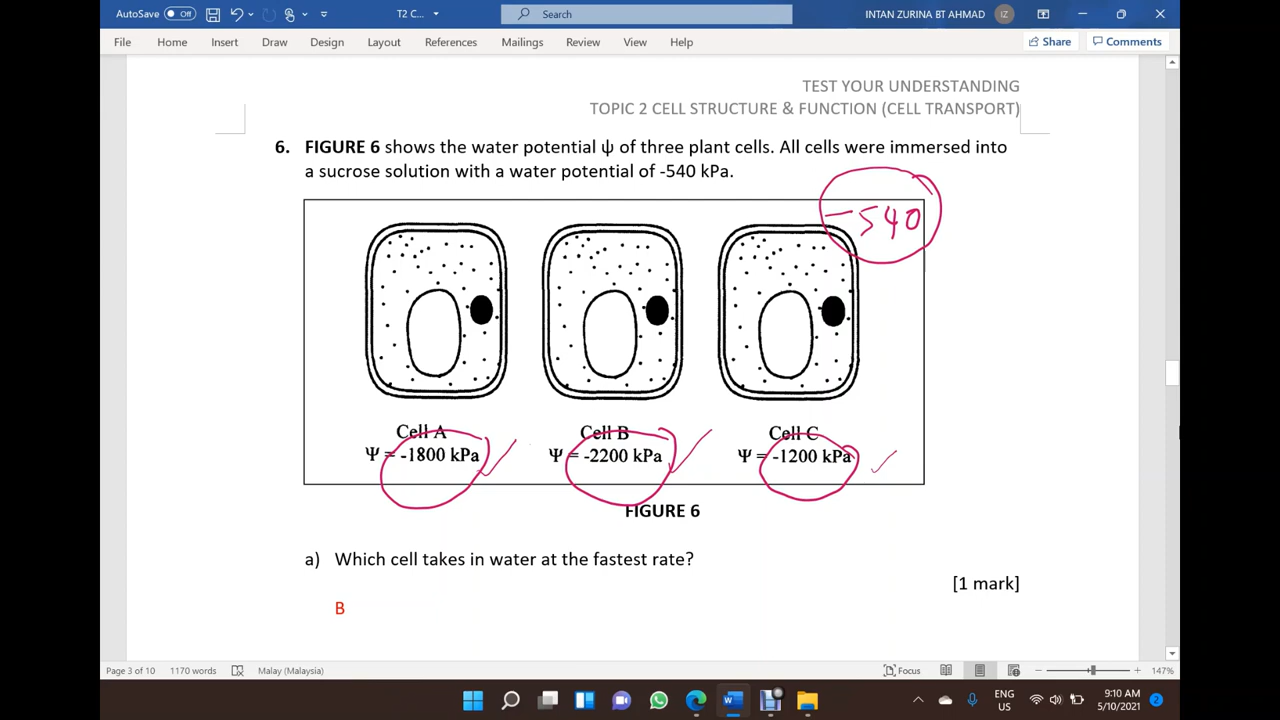 AutoSave Off T2 C... Search INTAN ZURINA BT AHMAD IZ
File Home Insert Draw Design Layout References Mailings Review View Help Share Comments
TEST YOUR UNDERSTANDING
TOPIC 2 CELL STRUCTURE & FUNCTION (CELL TRANSPORT)
6. FIGURE 6 shows the water potential ψ of three plant cells. All cells were immersed into
a sucrose solution with a water potential of -540 kPa.
-540
Cell A Cell B Cell C
Ψ = -1800 kPa Ψ = -2200 kPa Ψ = -1200 kPa
FIGURE 6
a) Which cell takes in water at the fastest rate?
[1 mark]
B
Page 3 of 10 1170 words Malay (Malaysia) Focus 147%
ENG 9:10 AM
US 5/10/2021 2